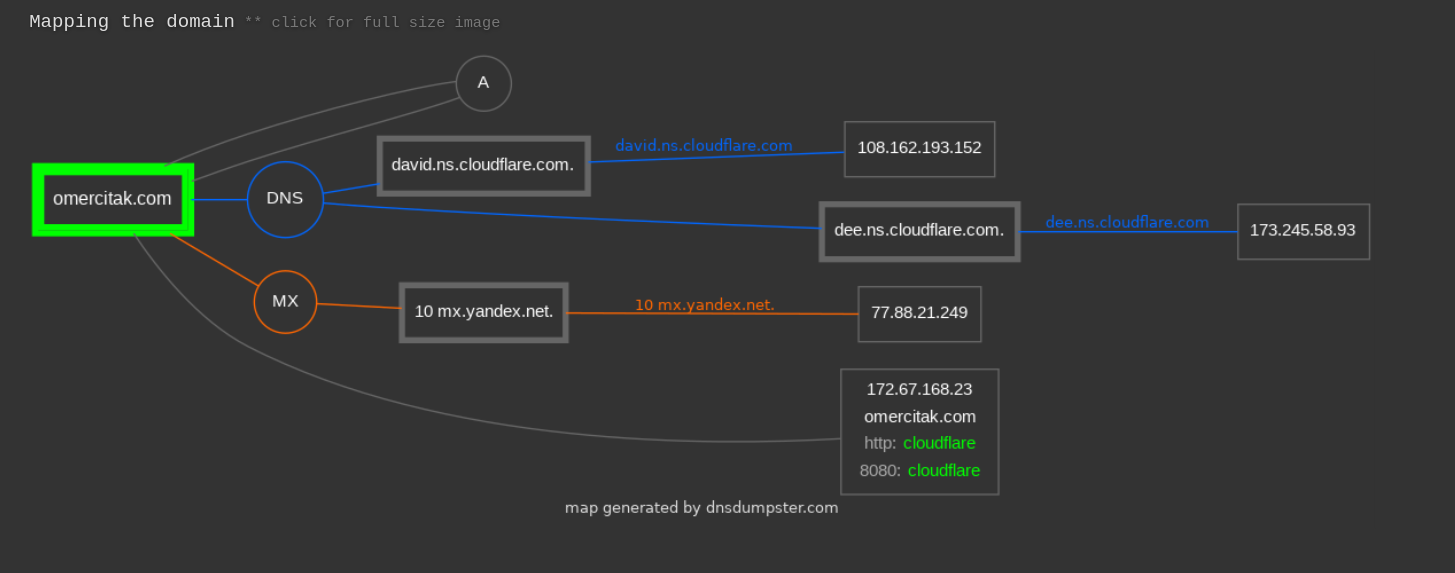 Mapping the domain ** click for full size image
A
david.ns.cloudflare.com.
david.ns.cloudflare.com
108.162.193.152
omercitak.com
DNS
dee.ns.cloudflare.com.
dee.ns.cloudflare.com
173.245.58.93
MX
10 mx.yandex.net.
10 mx.yandex.net.
77.88.21.249
172.67.168.23
omercitak.com
http: cloudflare
8080: cloudflare
map generated by dnsdumpster.com